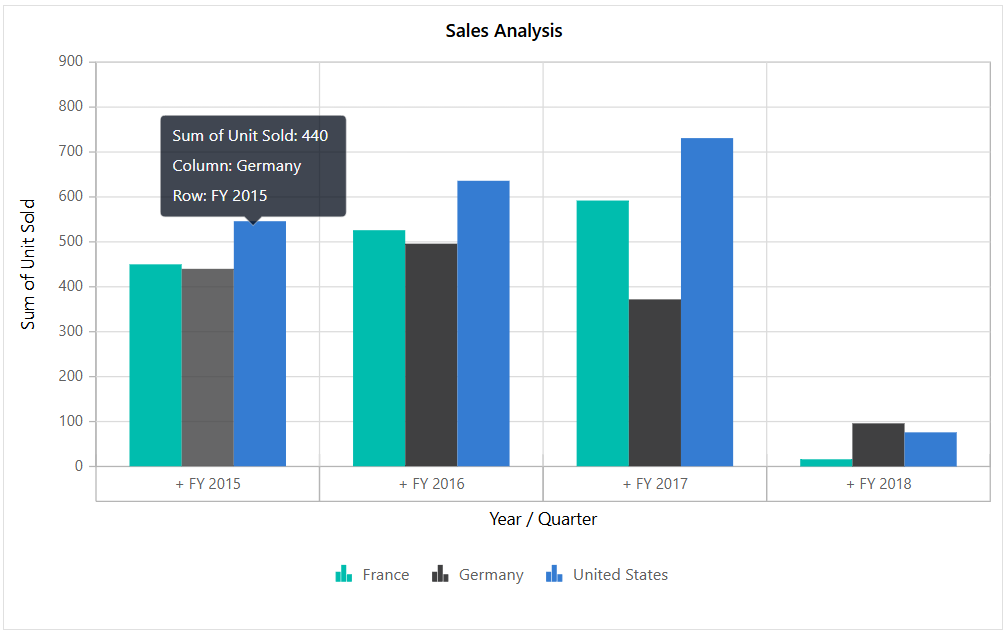 Sales Analysis
900
800
700
600
500
400
300
200
100
0
Sum of Unit Sold
Sum of Unit Sold: 440
Column: Germany
Row: FY 2015
+ FY 2015 + FY 2016 + FY 2017 + FY 2018
Year / Quarter
France Germany United States